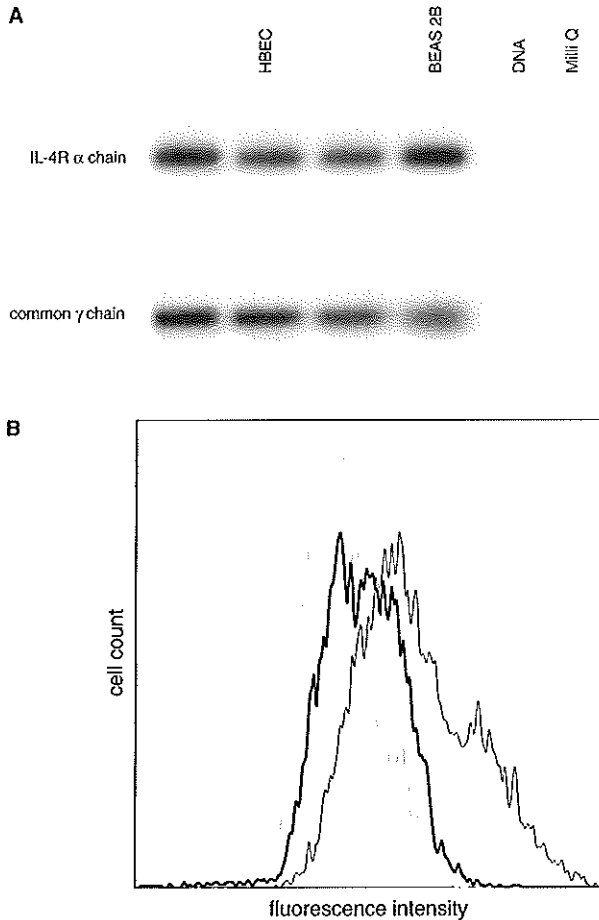 A
HBEC
BEAS 2B
DNA
Milli Q
IL-4R α chain
common γ chain
B
cell count
fluorescence intensity